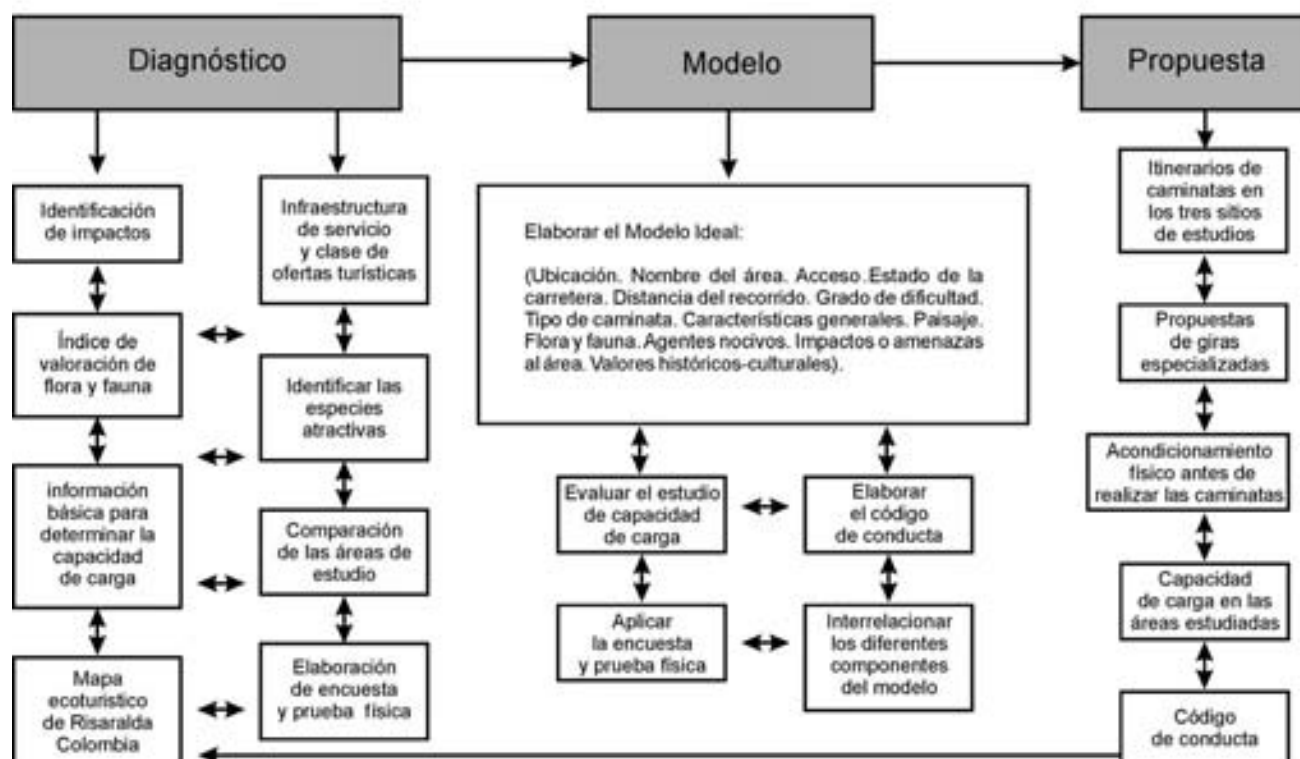 Diagnóstico
Modelo
Propuesta
Identificación
de impactos
Índice de
valoración de
flora y fauna
información
básica para
determinar la
capacidad
de carga
Mapa
ecoturístico
de Risaralda
Colombia
Infraestructura
de servicio
y clase de
ofertas turísticas
Identificar las
especies
atractivas
Comparación
de las áreas de
estudio
Elaboración
de encuesta
y prueba física
Elaborar el Modelo Ideal:
(Ubicación. Nombre del área. Acceso.Estado de la
carretera. Distancia del recorrido. Grado de dificultad.
Tipo de caminata. Características generales. Paisaje.
Flora y fauna. Agentes nocivos. Impactos o amenazas
al área. Valores históricos-culturales).
Evaluar el estudio
de capacidad
de carga
Elaborar
el código
de conducta
Aplicar
la encuesta
y prueba física
Interrelacionar
los diferentes
componentes
del modelo
Itinerarios de
caminatas en
los tres sitios
de estudios
Propuestas
de giras
especializadas
Acondicionamiento
físico antes de
realizar las caminatas
Capacidad
de carga en las
áreas estudiadas
Código
de conducta